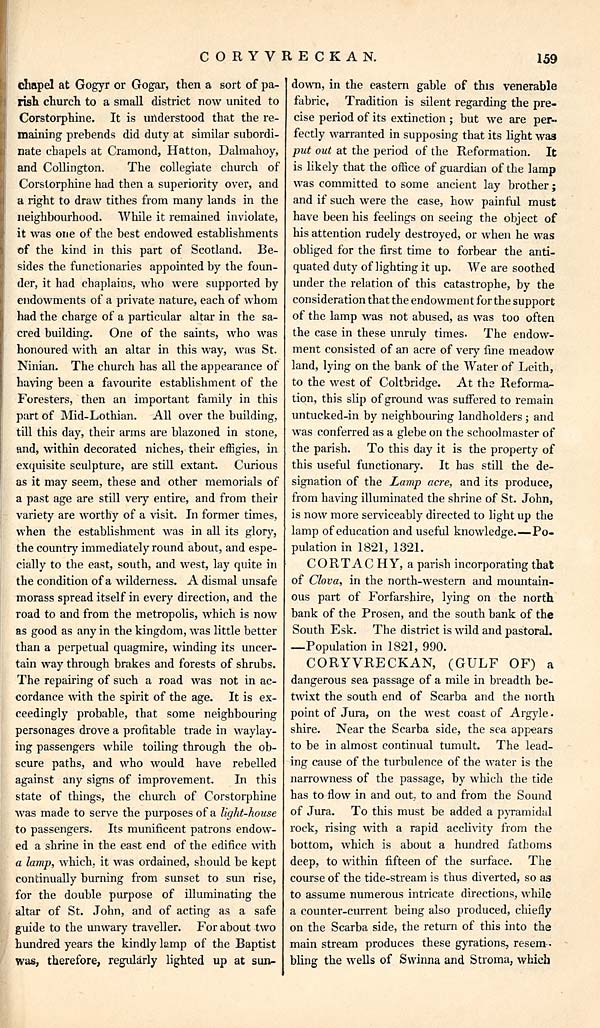 CORYVRECKAN.
159
chapel at Gogyr or Gogar, then a sort of pa-
rish church to a small district now united to
Corstorphine. It is understood that the re-
maining prebends did duty at similar subordi-
nate chapels at Cramond, Hatton, Dalmahoy,
and Collington. The collegiate church of
Corstorphine had then a superiority over, and
a right to draw tithes from many lands in the
neighbourhood. While it remained inviolate,
it was one of the best endowed establishments
of the kind in this part of Scotland. Be-
sides the functionaries appointed by the foun-
der, it had chaplains, who were supported by
endowments of a private nature, each of whom
had the charge of a particular altar in the sa-
cred building. One of the saints, who was
honoured with an altar in this way, was St.
Ninian. The church has all the appearance of
having been a favourite establishment of the
Foresters, then an important family in this
part of Mid-Lothian. All over the building,
till this day, their arms are blazoned in stone,
and, within decorated niches, their effigies, in
exquisite sculpture, are still extant. Curious
as it may seem, these and other memorials of
a past age are still very entire, and from their
variety are worthy of a visit. In former times,
when the establishment was in all its glory,
the country immediately round about, and espe-
cially to the east, south, and west, lay quite in
the condition of a wilderness. A dismal unsafe
morass spread itself in every direction, and the
road to and from the metropolis, which is now
as good as any in the kingdom, was little better
than a perpetual quagmire, winding its uncer-
tain way through brakes and forests of shrubs.
The repairing of such a road was not in ac-
cordance with the spirit of the age. It is ex-
ceedingly probable, that some neighbouring
personages drove a profitable trade in waylay-
ing passengers while toiling through the ob-
scure paths, and who would have rebelled
against any signs of improvement. In this
state of things, the church of Corstorphine
was made to serve the purposes of a light-house
to passengers. Its munificent patrons endow-
ed a shrine in the east end of the edifice with
a lamp, which, it was ordained, should be kept
continually burning from sunset to sun rise,
for the double purpose of illuminating the
altar of St. John, and of acting as a safe
guide to the unwary traveller. For about two
hundred years the kindly lamp of the Baptist
was, therefore, regularly lighted up at sun-
down, in the eastern gable of this venerable
fabric. Tradition is silent regarding the pre-
cise period of its extinction; but we are per-
fectly warranted in supposing that its light was
put out at the period of the Reformation. It
is likely that the office of guardian of the lamp
was committed to some ancient lay brother;
and if such were the case, how painful must
have been his feelings on seeing the object of
his attention rudely destroyed, or when he was
obliged for the first time to forbear the anti-
quated duty of lighting it up. We are soothed
under the relation of this catastrophe, by the
consideration that the endowment for the support
of the lamp was not abused, as was too often
the case in these unruly times. The endow-
ment consisted of an acre of very fine meadow
land, lying on the bank of the Water of Leith,
to the west of Coltbridge. At the Reforma-
tion, this slip of ground was suffered to remain
untucked-in by neighbouring landholders; and
was conferred as a glebe on the schoolmaster of
the parish. To this day it is the property of
this useful functionary. It has still the de-
signation of the Lamp acre, and its produce,
from having illuminated the shrine of St. John,
is now more serviceably directed to light up the
lamp of education and useful knowledge.—Po-
pulation in 1821, 1321.
CORTACHY, a parish incorporating that
of Clova, in the north-western and mountain-
ous part of Forfarshire, lying on the north
bank of the Prosen, and the south bank of the
South Esk. The district is wild and pastoral.
—Population in 1821, 990.
CORYVRECKAN, (GULF OF) a
dangerous sea passage of a mile in breadth be-
twixt the south end of Scarba and the north
point of Jura, on the west coast of Argyle-
shire. Near the Scarba side, the sea appears
to be in almost continual tumult. The lead-
ing cause of the turbulence of the water is the
narrowness of the passage, by which the tide
has to flow in and out, to and from the Sound
of Jura. To this must be added a pyramidal
rock, rising with a rapid acclivity from the
bottom, which is about a hundred fathoms
deep, to within fifteen of the surface. The
course of the tide-stream is thus diverted, so as
to assume numerous intricate directions, while
a counter-current being also produced, chiefly
on the Scarba side, the return of this into the
main stream produces these gyrations, resem-
bling the wells of Swinna and Stroma, which